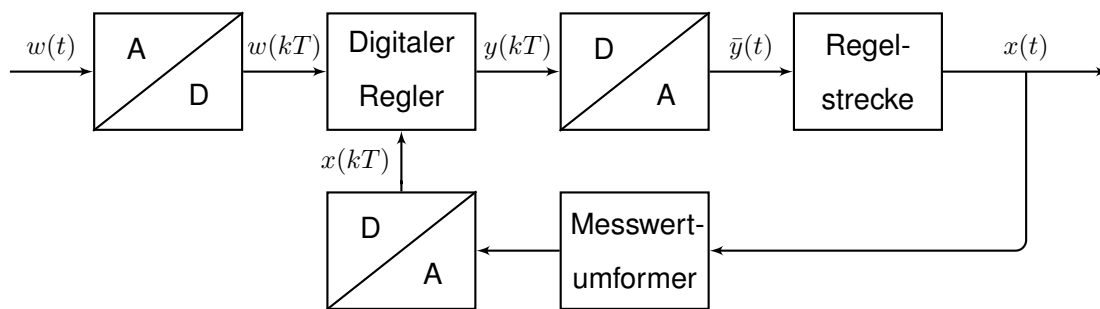 w(t)
A
D
w(kT)
Digitaler
Regler
y(kT)
D
A
ȳ(t)
Regel-
strecke
x(t)
x(kT)
D
A
Messwert-
umformer